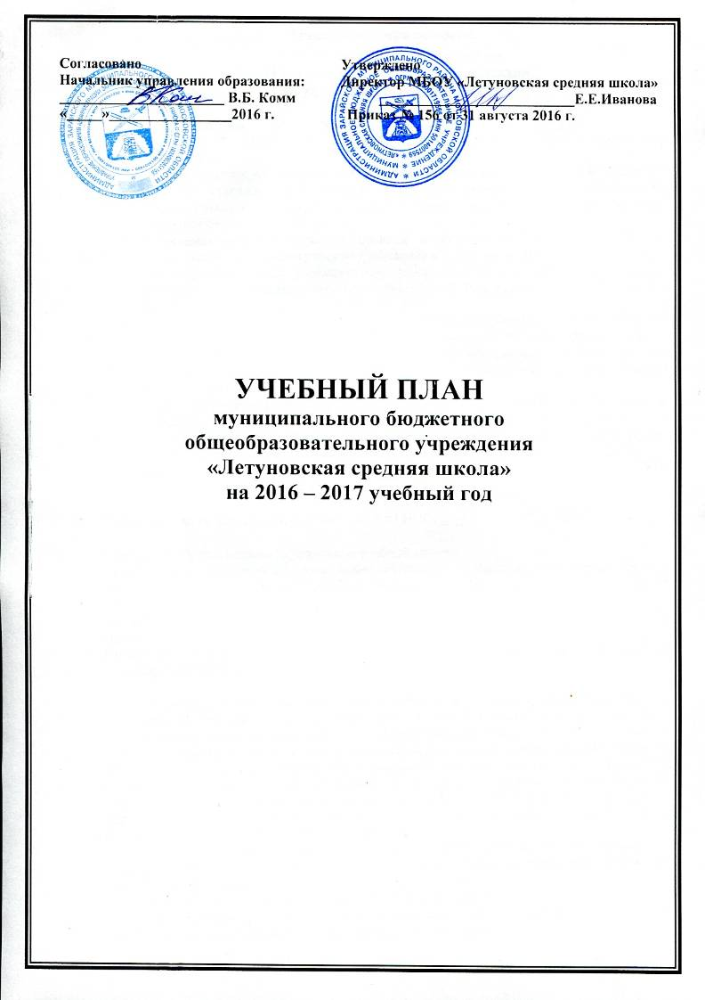 Согласовано
Начальник управления образования:
В.Б. Комм
« » 2016 г.
Утверждено
Директор МБОУ «Летуновская средняя школа»
Е.Е.Иванова
Приказ № 156 от 31 августа 2016 г.
УЧЕБНЫЙ ПЛАН
муниципального бюджетного
общеобразовательного учреждения
«Летуновская средняя школа»
на 2016 – 2017 учебный год